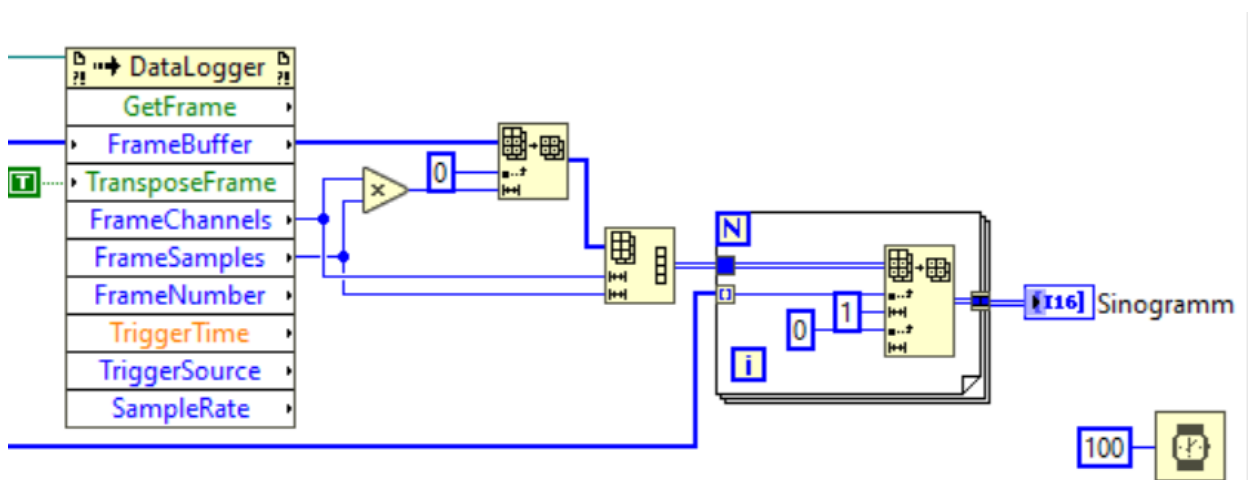 DataLogger
GetFrame
FrameBuffer
T
TransposeFrame
FrameChannels
FrameSamples
FrameNumber
TriggerTime
TriggerSource
SampleRate
0
N
1
0
i
[I16] Sinogramm
100